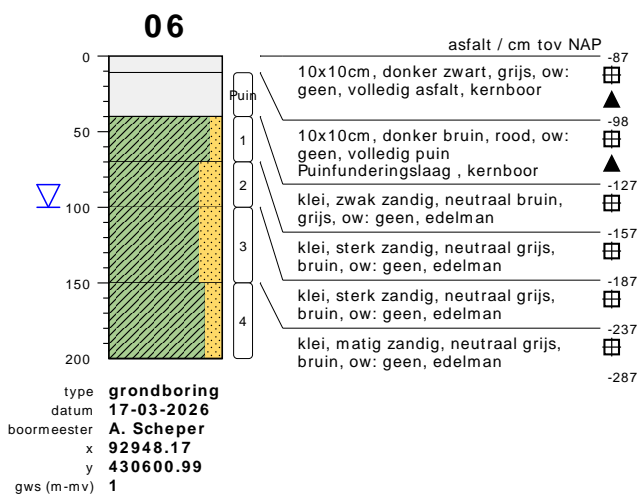 06
asfalt / cm tov NAP
0
-87
10x10cm, donker zwart, grijs, ow:
geen, volledig asfalt, kernboor
Puin
-98
50
1
10x10cm, donker bruin, rood, ow:
geen, volledig puin
Puinfunderingslaag , kernboor
-127
2
klei, zwak zandig, neutraal bruin,
grijs, ow: geen, edelman
100
-157
3
klei, sterk zandig, neutraal grijs,
bruin, ow: geen, edelman
-187
150
klei, sterk zandig, neutraal grijs,
bruin, ow: geen, edelman
4
-237
klei, matig zandig, neutraal grijs,
bruin, ow: geen, edelman
200
-287
type grondboring
datum 17-03-2026
boormeester A. Scheper
x 92948.17
y 430600.99
gws (m-mv) 1